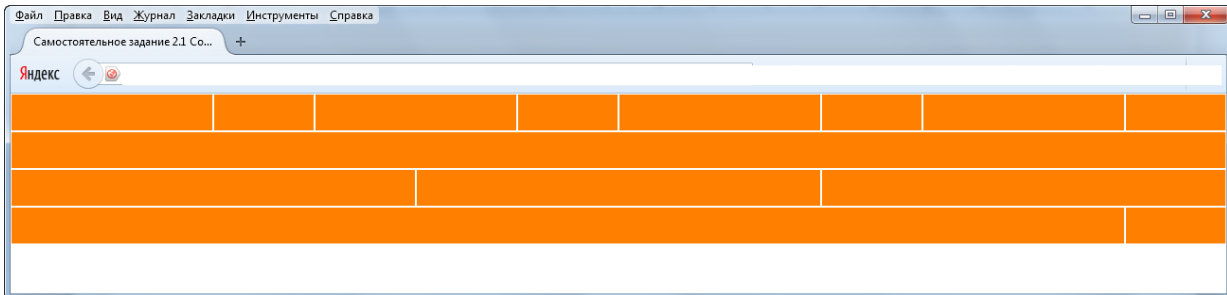 Файл Правка Вид Журнал Закладки Инструменты Справка
Самостоятельное задание 2.1 Со... +
Яндекс